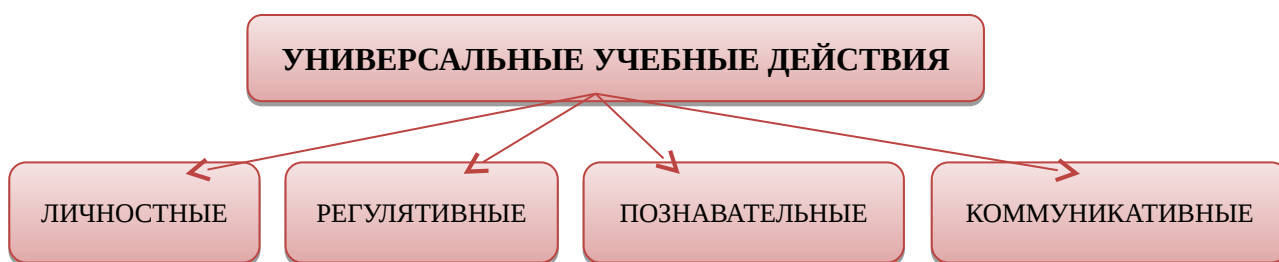 УНИВЕРСАЛЬНЫЕ УЧЕБНЫЕ ДЕЙСТВИЯ
ЛИЧНОСТНЫЕ
РЕГУЛЯТИВНЫЕ
ПОЗНАВАТЕЛЬНЫЕ
КОММУНИКАТИВНЫЕ